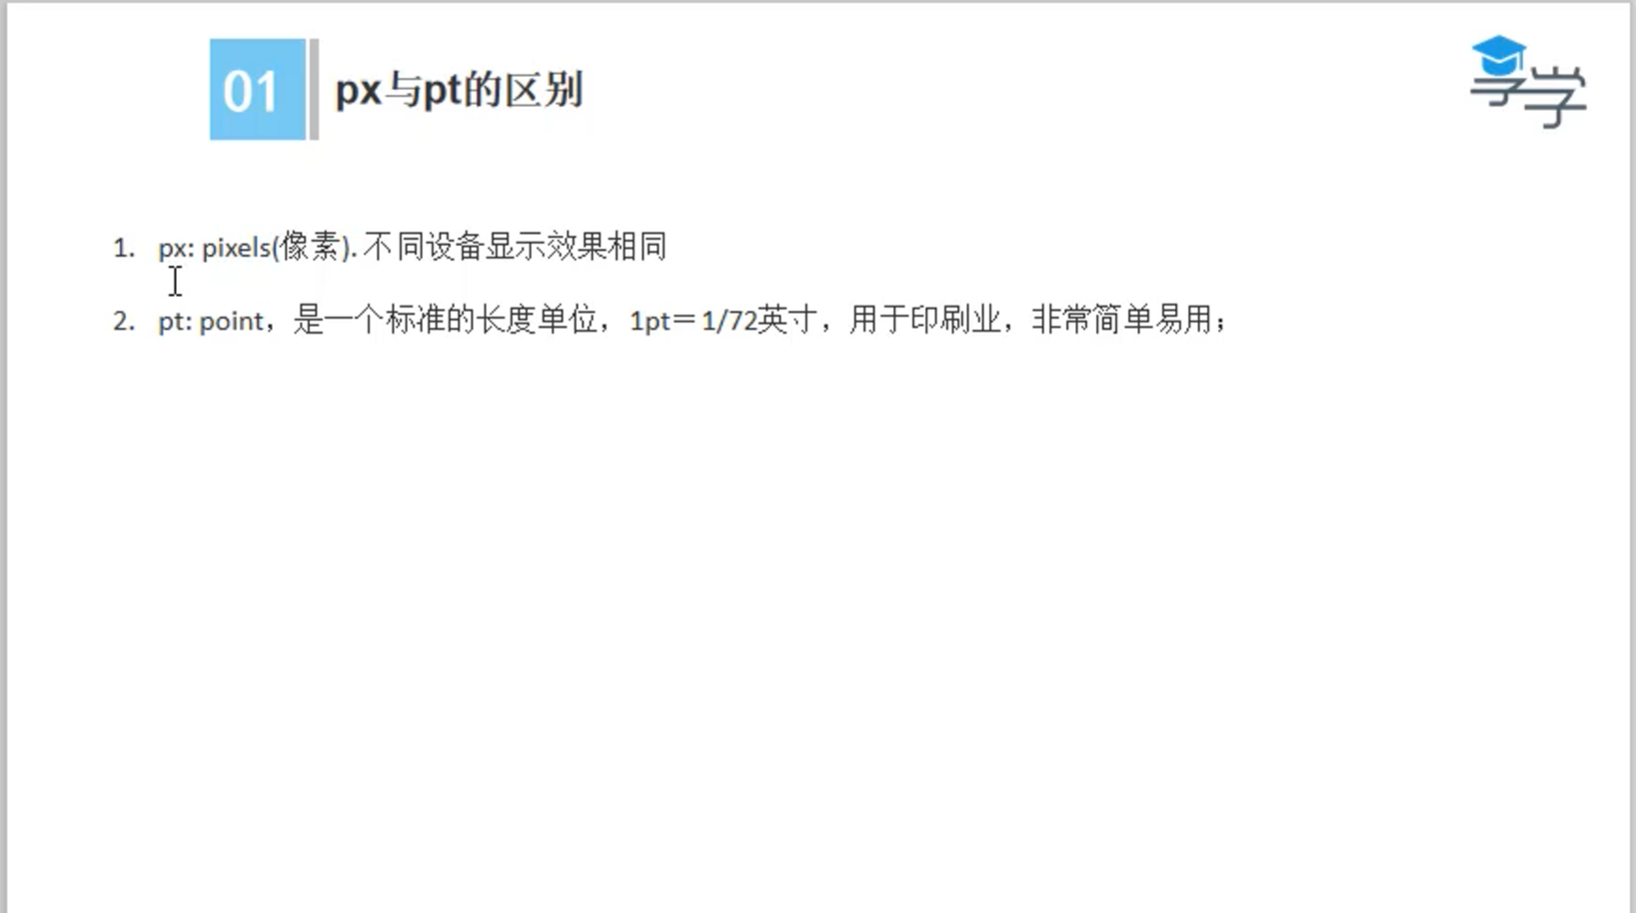 01
px与pt的区别
享学
1. px: pixels(像素). 不同设备显示效果相同
2. pt: point，是一个标准的长度单位，1pt＝1/72英寸，用于印刷业，非常简单易用；